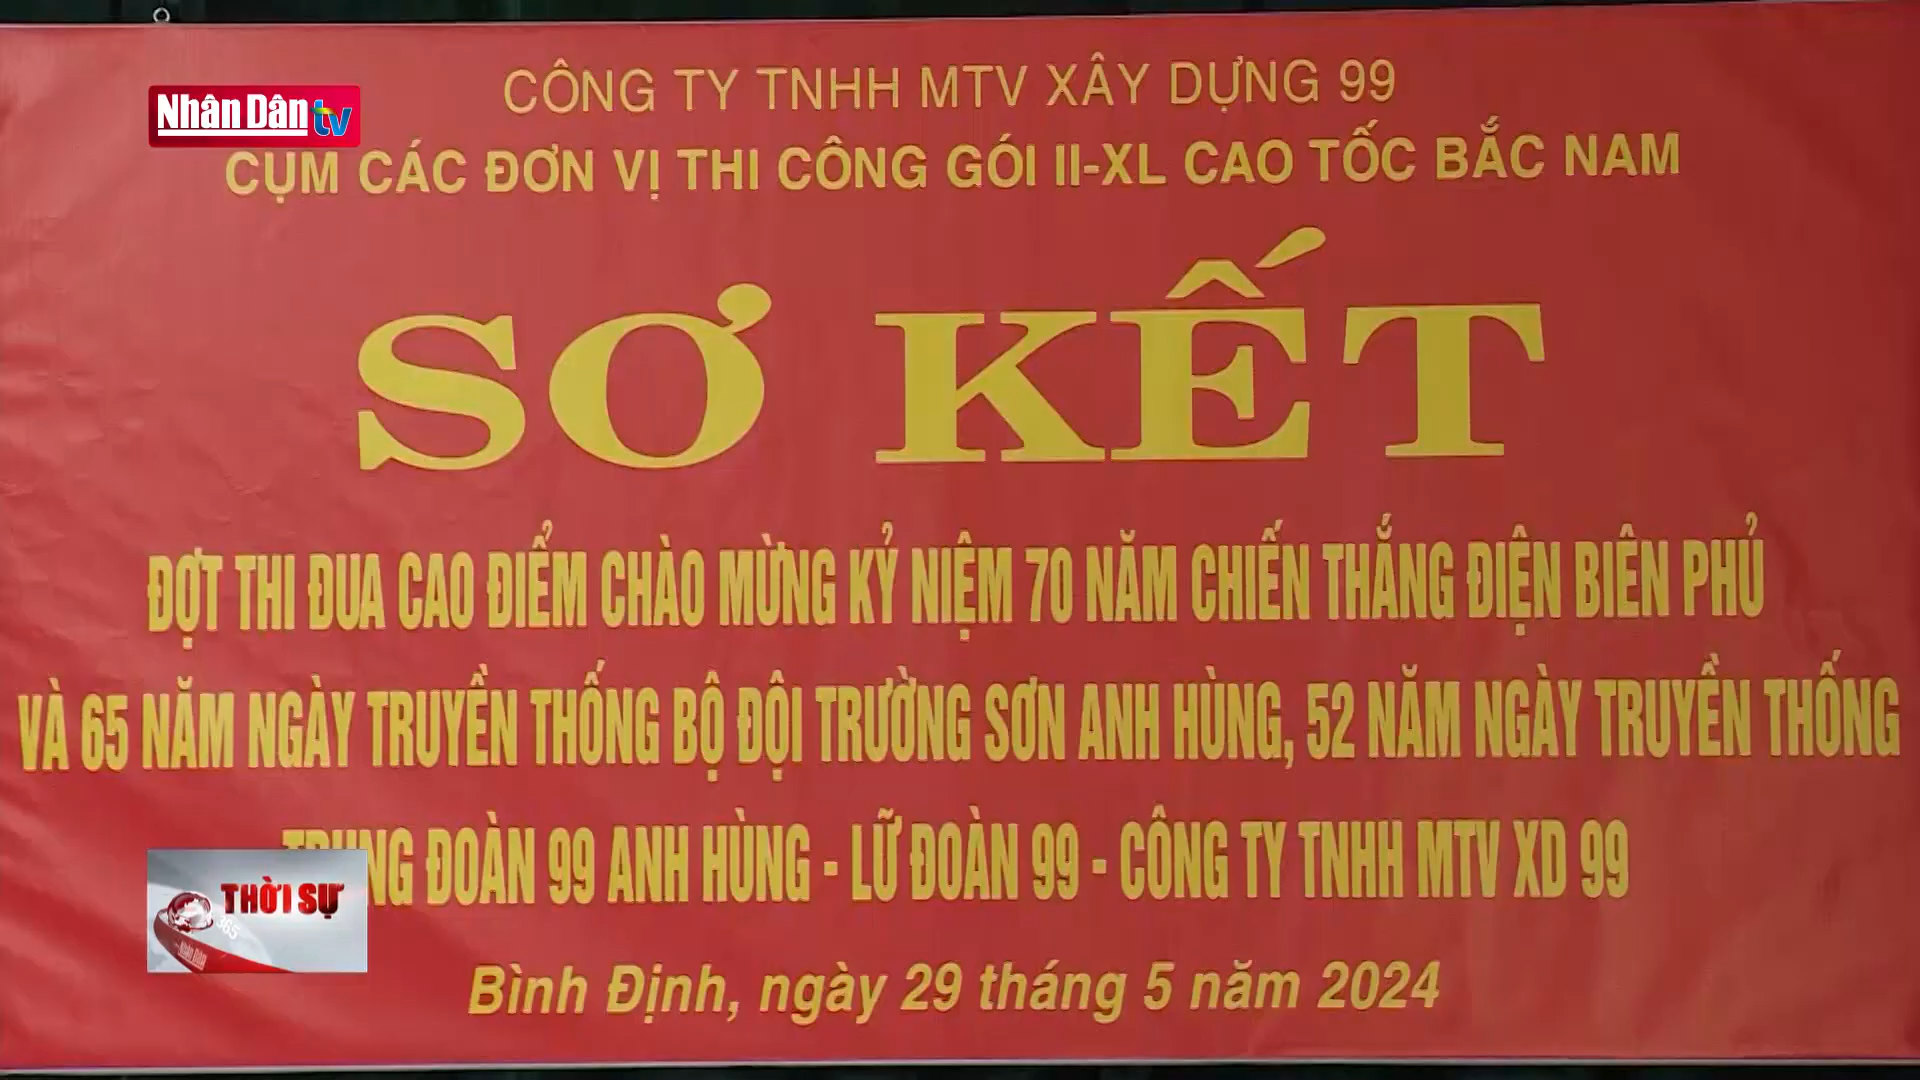 CÔNG TY TNHH MTV XÂY DỰNG 99
Nhân Dân tv
CỤM CÁC ĐƠN VỊ THI CÔNG GÓI II-XL CAO TỐC BẮC NAM
SƠ KẾT
ĐỢT THI ĐUA CAO ĐIỂM CHÀO MỪNG KỶ NIỆM 70 NĂM CHIẾN THẮNG ĐIỆN BIÊN PHỦ
VÀ 65 NĂM NGÀY TRUYỀN THỐNG BỘ ĐỘI TRƯỜNG SƠN ANH HÙNG, 52 NĂM NGÀY TRUYỀN THỐNG
TRUNG ĐOÀN 99 ANH HÙNG - LỮ ĐOÀN 99 - CÔNG TY TNHH MTV XD 99
THỜI SỰ
365
NHÂN DÂN
Bình Định, ngày 29 tháng 5 năm 2024